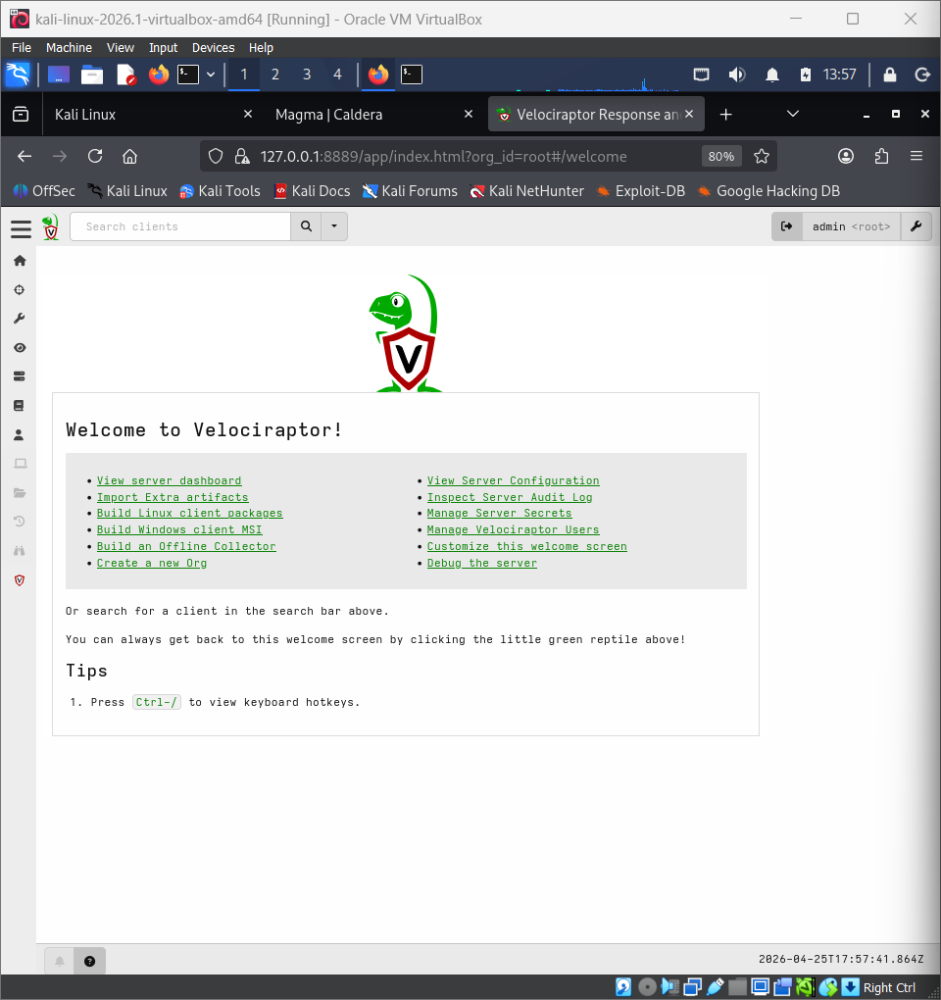 kali-linux-2026.1-virtualbox-amd64 [Running] - Oracle VM VirtualBox
File Machine View Input Devices Help
1 2 3 4 13:57
Kali Linux Magma | Caldera Velociraptor Response an
127.0.0.1:8889/app/index.html?org_id=root#/welcome 80%
OffSec Kali Linux Kali Tools Kali Docs Kali Forums Kali NetHunter Exploit-DB Google Hacking DB
Search clients admin <root>
V
Welcome to Velociraptor!
View server dashboard
Import Extra artifacts
Build Linux client packages
Build Windows client MSI
Build an Offline Collector
Create a new Org
View Server Configuration
Inspect Server Audit Log
Manage Server Secrets
Manage Velociraptor Users
Customize this welcome screen
Debug the server
Or search for a client in the search bar above.
You can always get back to this welcome screen by clicking the little green reptile above!
Tips
1. Press Ctrl-/ to view keyboard hotkeys.
2026-04-25T17:57:41.864Z
Right Ctrl